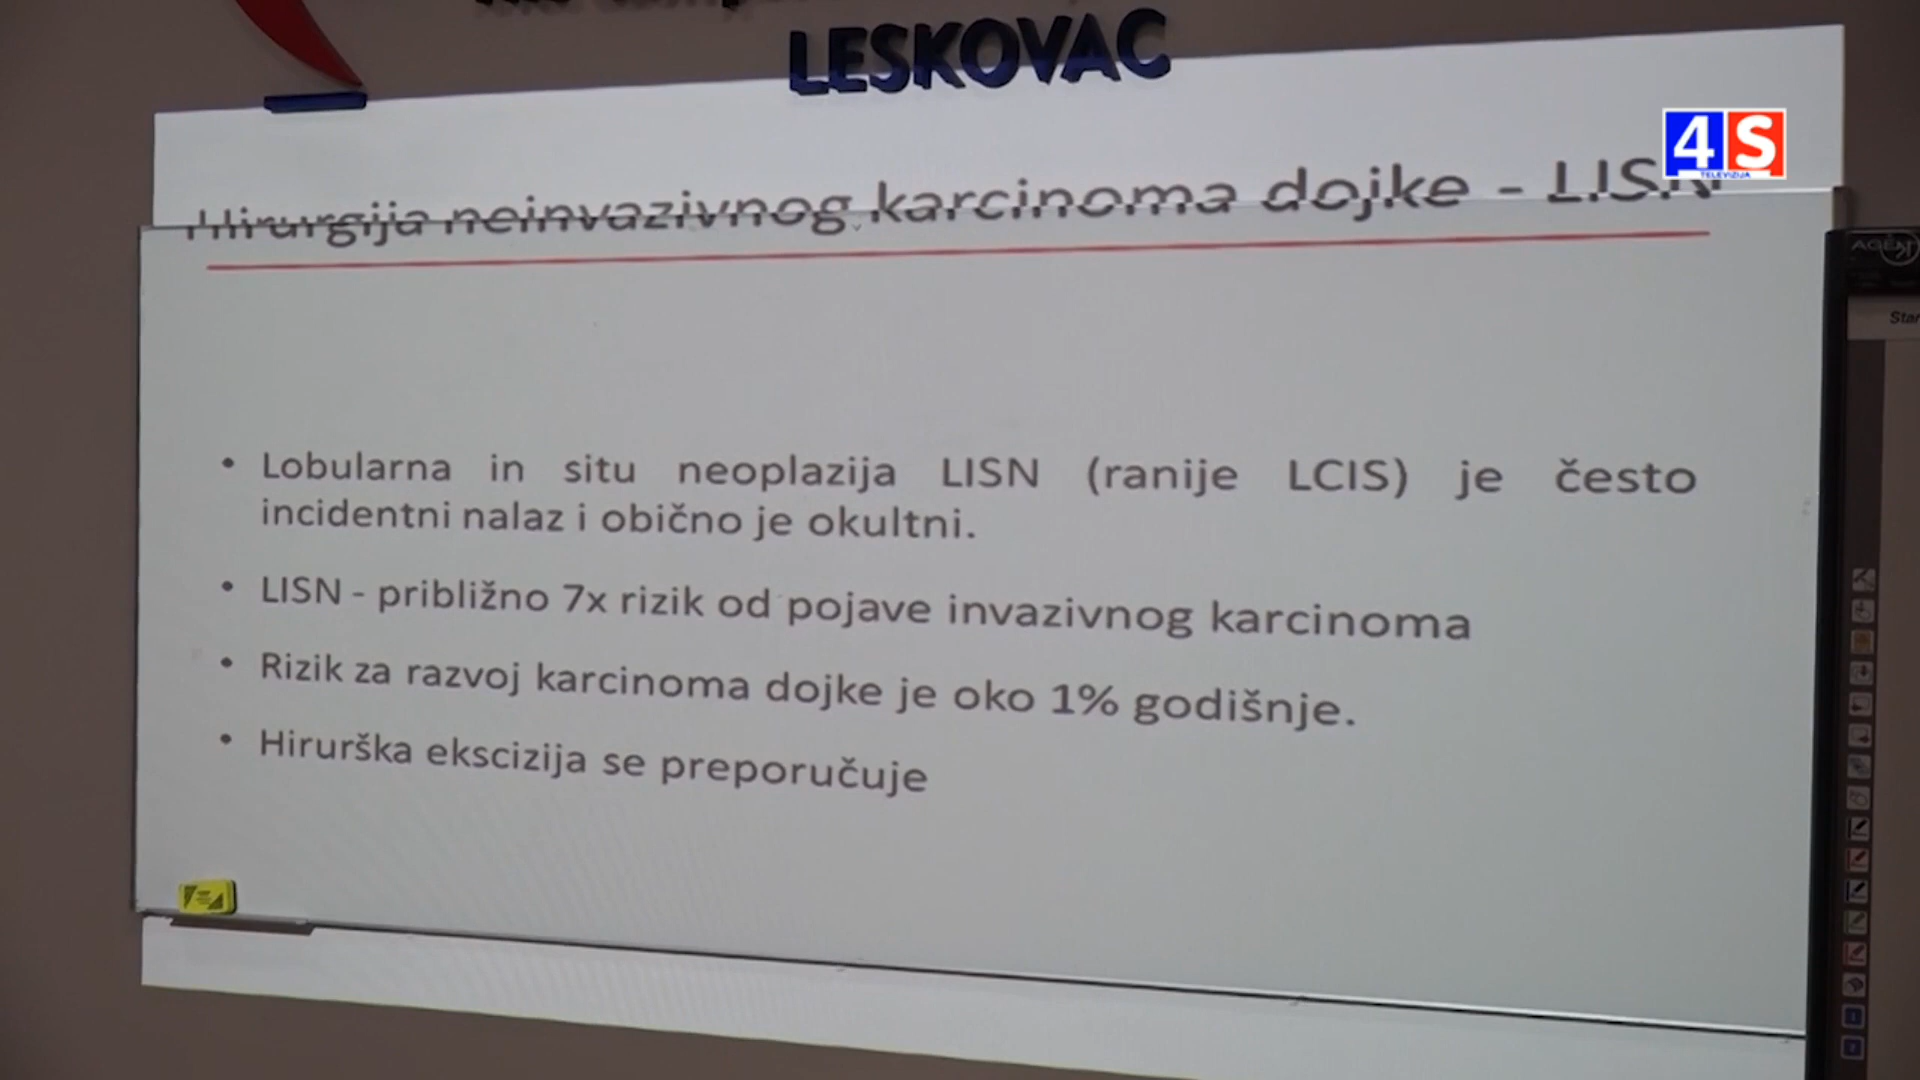 LESKOVAC
4S
TELEVIZIJA
Hirurgija neinvazivnog karcinoma dojke - LISN
• Lobularna in situ neoplazija LISN (ranije LCIS) je često
incidentni nalaz i obično je okultni.
• LISN - približno 7x rizik od pojave invazivnog karcinoma
• Rizik za razvoj karcinoma dojke je oko 1% godišnje.
• Hirurška ekscizija se preporučuje